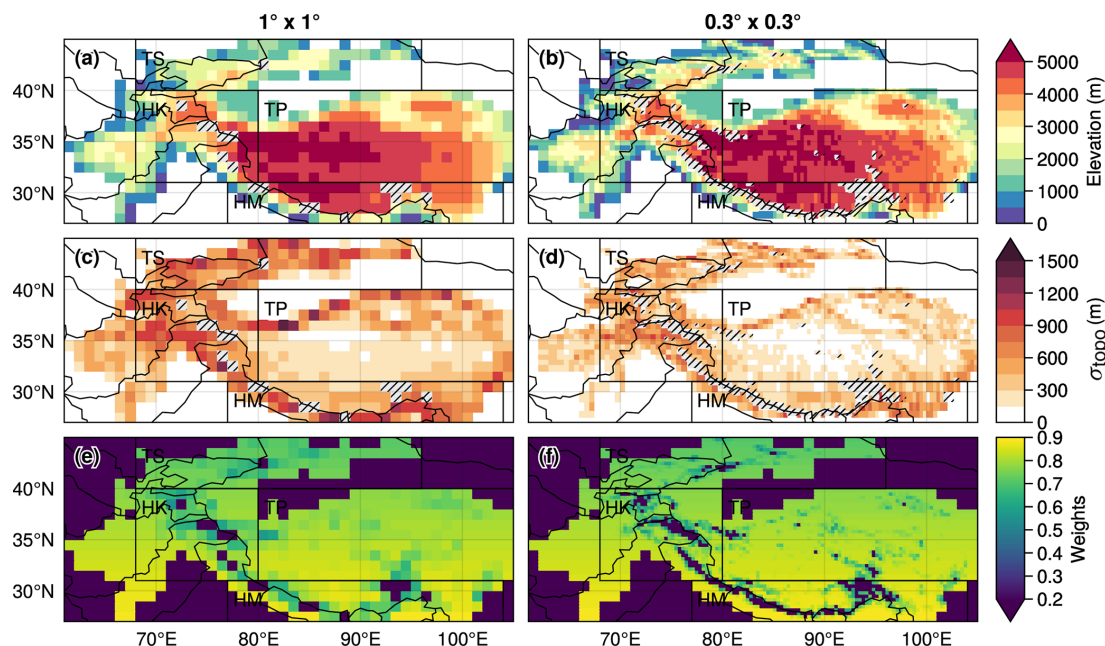 1° x 1°
0.3° x 0.3°
(a)
TS
HK
TP
HM
40°N
35°N
30°N
(b)
TS
HK
TP
HM
5000
4000
3000
2000
1000
0
Elevation (m)
(c)
TS
HK
TP
HM
40°N
35°N
30°N
(d)
TS
HK
TP
HM
1500
1200
900
600
300
0
σtopo (m)
(e)
TS
HK
TP
HM
40°N
35°N
30°N
70°E
80°E
90°E
100°E
(f)
TS
HK
TP
HM
70°E
80°E
90°E
100°E
0.9
0.8
0.7
0.6
0.5
0.4
0.3
0.2
Weights